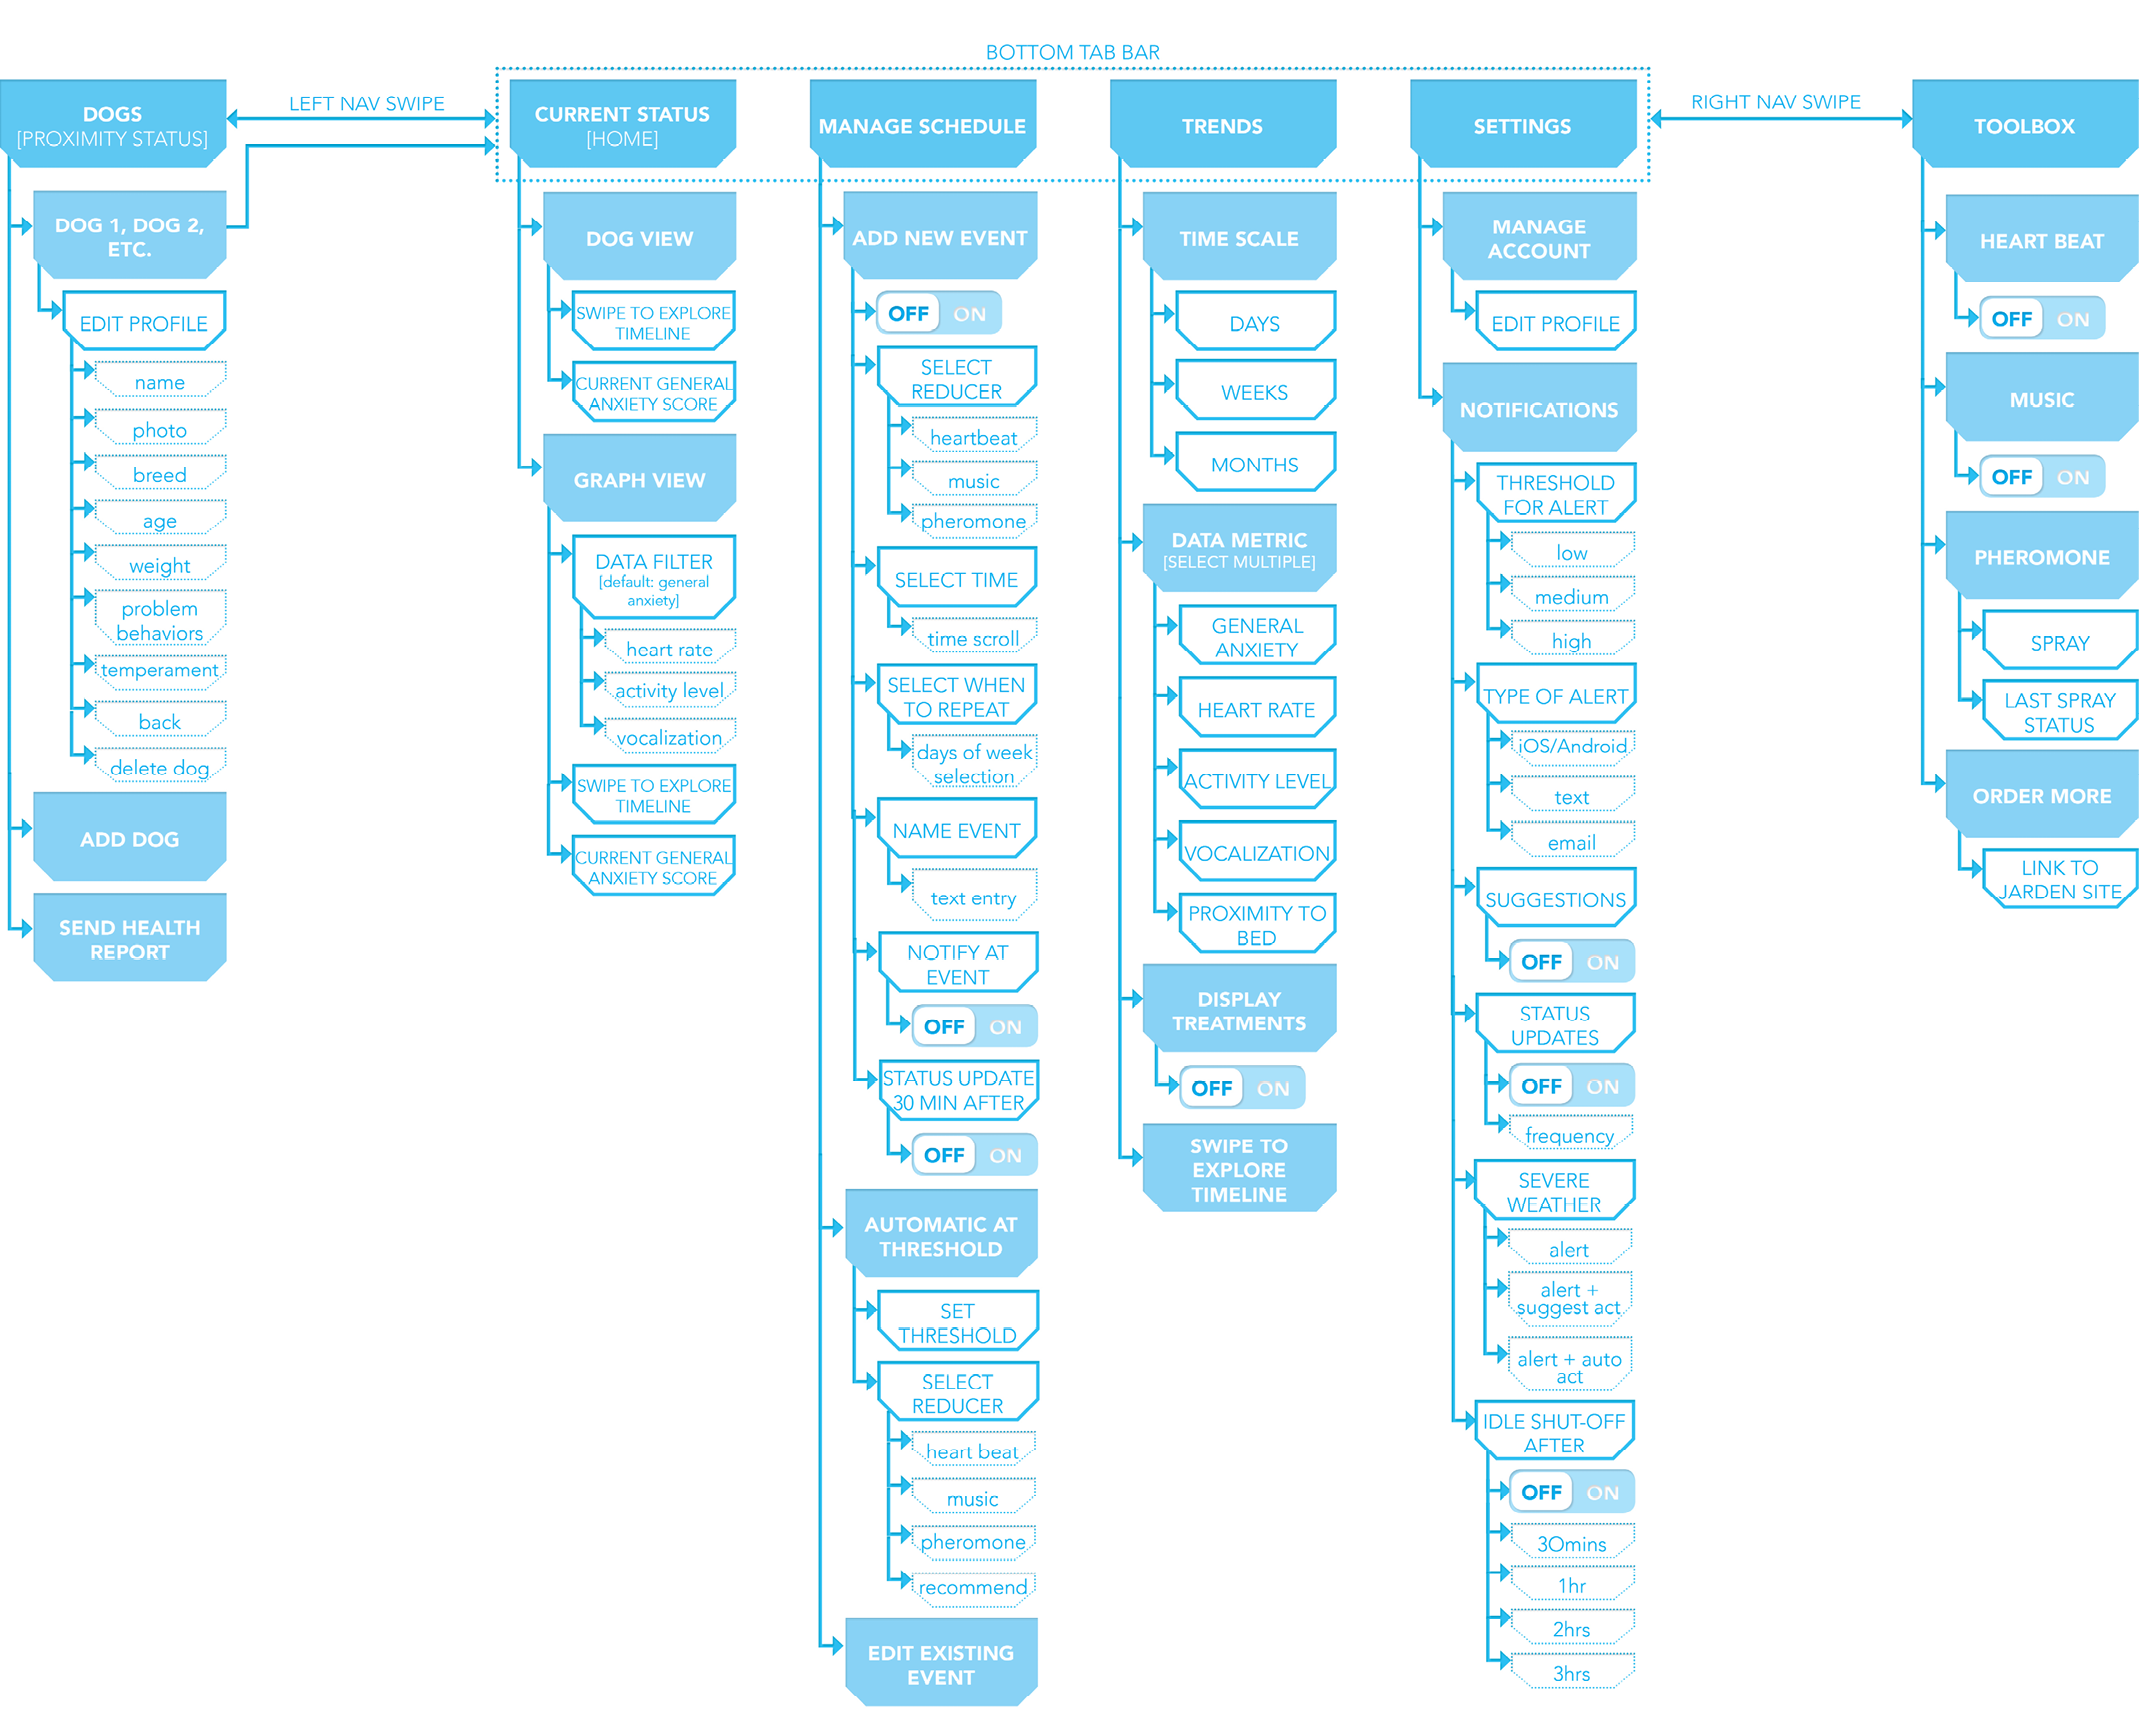 BOTTOM TAB BAR
DOGS
[PROXIMITY STATUS]
LEFT NAV SWIPE
CURRENT STATUS
[HOME]
MANAGE SCHEDULE
TRENDS
SETTINGS
RIGHT NAV SWIPE
TOOLBOX
DOG 1, DOG 2,
ETC.
EDIT PROFILE
name
photo
breed
age
weight
problem
behaviors
temperament
back
delete dog
ADD DOG
SEND HEALTH
REPORT
DOG VIEW
SWIPE TO EXPLORE
TIMELINE
CURRENT GENERAL
ANXIETY SCORE
GRAPH VIEW
DATA FILTER
[default: general
anxiety]
heart rate
activity level
vocalization
SWIPE TO EXPLORE
TIMELINE
CURRENT GENERAL
ANXIETY SCORE
ADD NEW EVENT
OFF ON
SELECT
REDUCER
heartbeat
music
pheromone
SELECT TIME
time scroll
SELECT WHEN
TO REPEAT
days of week
selection
NAME EVENT
text entry
NOTIFY AT
EVENT
OFF ON
STATUS UPDATE
30 MIN AFTER
OFF ON
AUTOMATIC AT
THRESHOLD
SET
THRESHOLD
SELECT
REDUCER
heart beat
music
pheromone
recommend
EDIT EXISTING
EVENT
TIME SCALE
DAYS
WEEKS
MONTHS
DATA METRIC
[SELECT MULTIPLE]
GENERAL
ANXIETY
HEART RATE
ACTIVITY LEVEL
VOCALIZATION
PROXIMITY TO
BED
DISPLAY
TREATMENTS
OFF ON
SWIPE TO
EXPLORE
TIMELINE
MANAGE
ACCOUNT
EDIT PROFILE
NOTIFICATIONS
THRESHOLD
FOR ALERT
low
medium
high
TYPE OF ALERT
iOS/Android
text
email
SUGGESTIONS
OFF ON
STATUS
UPDATES
OFF ON
frequency
SEVERE
WEATHER
alert
alert +
suggest act
alert + auto
act
IDLE SHUT-OFF
AFTER
OFF ON
30mins
1hr
2hrs
3hrs
HEART BEAT
OFF ON
MUSIC
OFF ON
PHEROMONE
SPRAY
LAST SPRAY
STATUS
ORDER MORE
LINK TO
JARDEN SITE